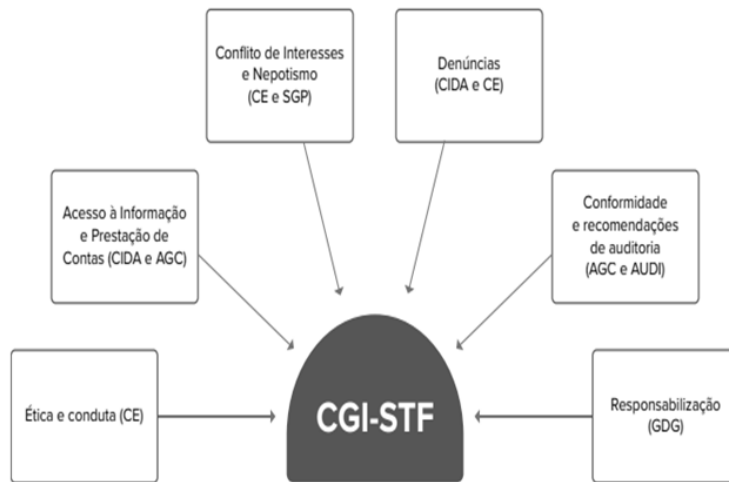 Conflito de Interesses
e Nepotismo
(CE e SGP)
Denúncias
(CIDA e CE)
Acesso à Informação
e Prestação de
Contas (CIDA e AGC)
Conformidade
e recomendações
de auditoria
(AGC e AUDI)
Ética e conduta (CE)
CGI-STF
Responsabilização
(GDG)